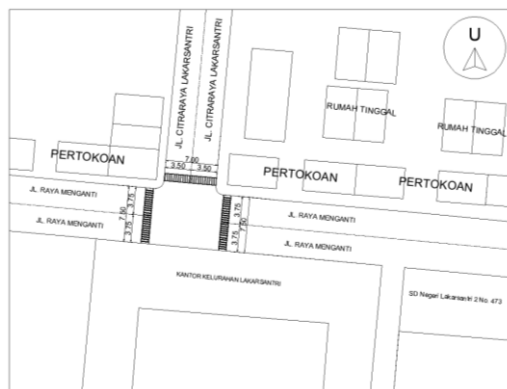 U
JL. CITRARAYA LAKARSANTRI
JL. CITRARAYA LAKARSANTRI
RUMAH TINGGAL
RUMAH TINGGAL
PERTOKOAN
7.00
3.50
3.50
PERTOKOAN
PERTOKOAN
JL. RAYA MENGANTI
3.75
7.50
3.75
JL. RAYA MENGANTI
3.75
7.50
3.75
JL. RAYA MENGANTI
JL. RAYA MENGANTI
KANTOR KELURAHAN LAKARSANTRI
SD Negeri Lakarsantri 2 No. 473